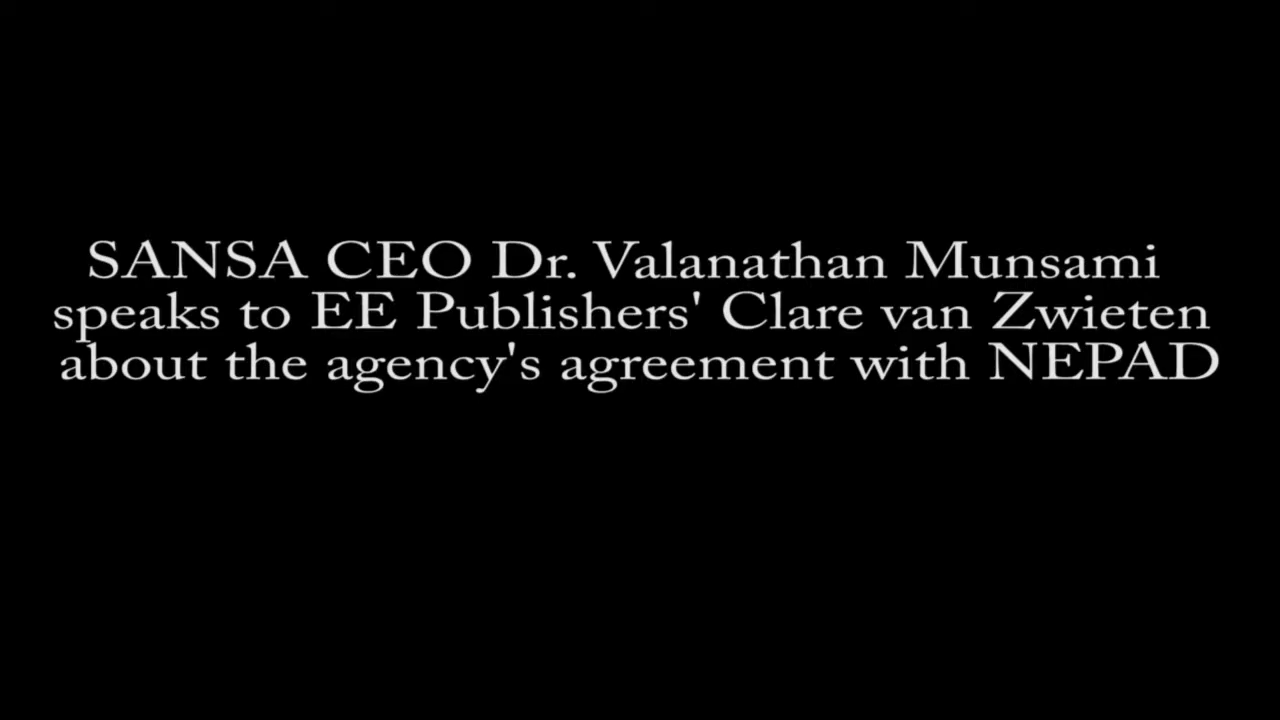 SANSA CEO Dr. Valanathan Munsami
speaks to EE Publishers' Clare van Zwieten
about the agency's agreement with NEPAD